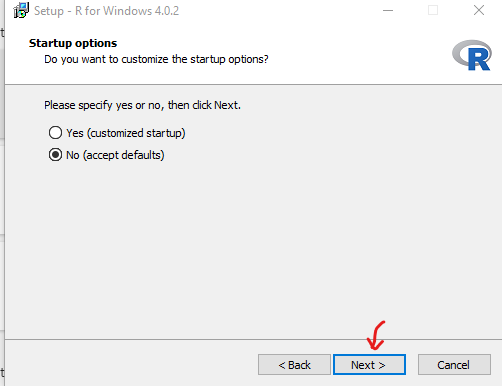 Setup - R for Windows 4.0.2
Startup options
Do you want to customize the startup options?
R
Please specify yes or no, then click Next.
Yes (customized startup)
No (accept defaults)
< Back
Next >
Cancel